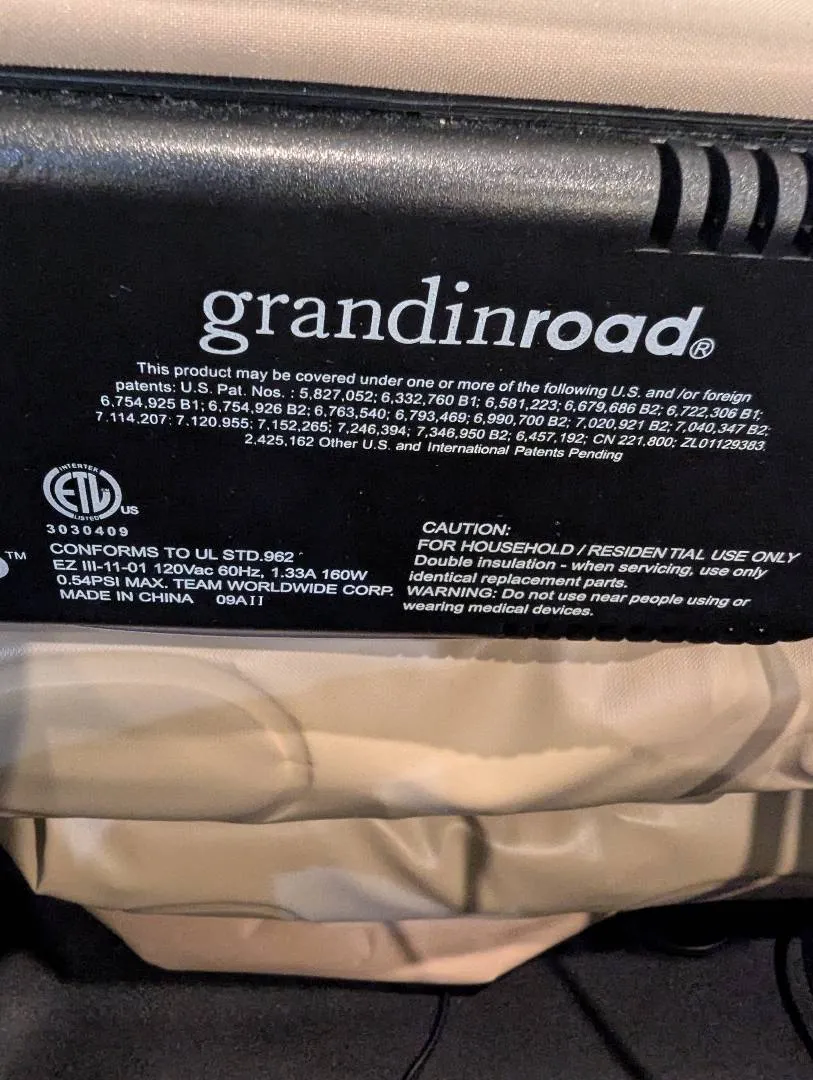 grandinroad®
This product may be covered under one or more of the following U.S. and /or foreign
patents: U.S. Pat. Nos. : 5,827,052; 6,332,760 B1; 6,581,223; 6,679,686 B2; 6,722,306 B1;
6,754,925 B1; 6,754,926 B2; 6,763,540; 6,793,469; 6,990,700 B2; 7,020,921 B2; 7,040,347 B2;
7.114,207; 7.120.955; 7,152,265; 7,246,394; 7,346,950 B2; 6,457,192; CN 221,800; ZL01129383.
2,425,162 Other U.S. and International Patents Pending
INTERTEK
ETL
LISTED
US
3030409
TM
CONFORMS TO UL STD.962
EZ III-11-01 120Vac 60Hz, 1.33A 160W
0.54PSI MAX. TEAM WORLDWIDE CORP.
MADE IN CHINA 09AII
CAUTION:
FOR HOUSEHOLD / RESIDENTIAL USE ONLY
Double insulation - when servicing, use only
identical replacement parts.
WARNING: Do not use near people using or
wearing medical devices.